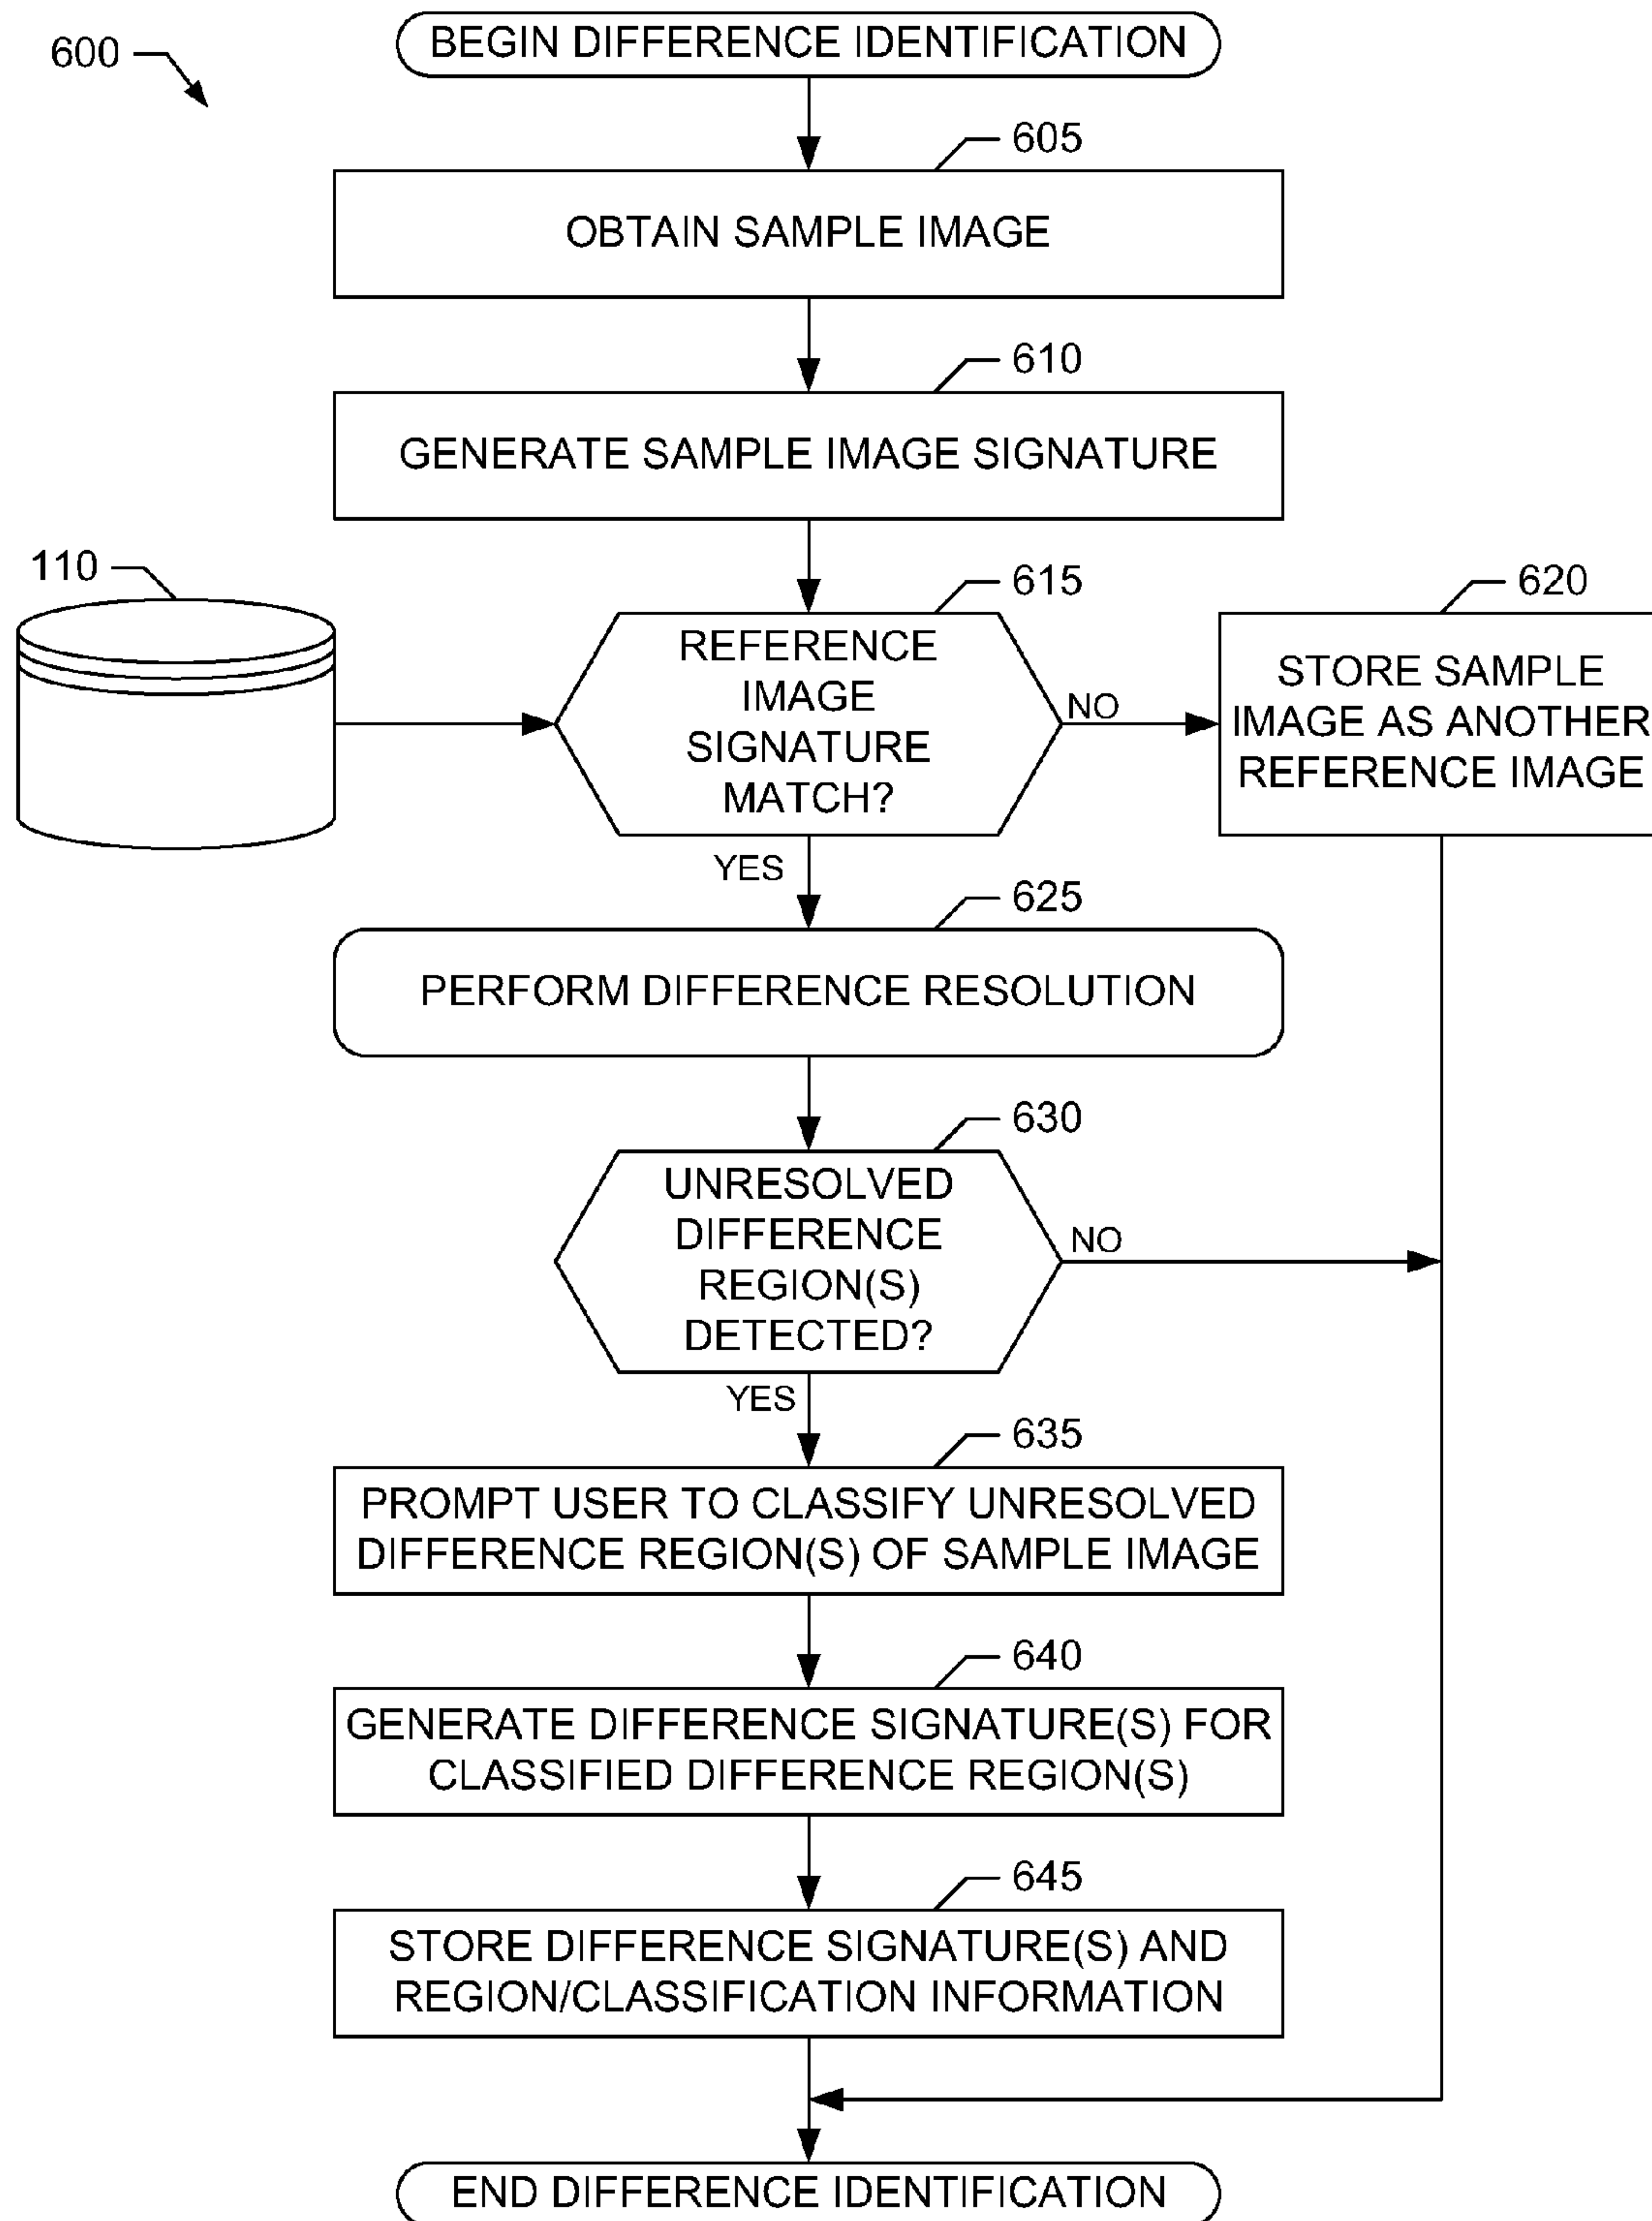 600
BEGIN DIFFERENCE IDENTIFICATION
605
OBTAIN SAMPLE IMAGE
610
GENERATE SAMPLE IMAGE SIGNATURE
110
615
REFERENCE
IMAGE
SIGNATURE
MATCH?
NO
620
STORE SAMPLE
IMAGE AS ANOTHER
REFERENCE IMAGE
YES
625
PERFORM DIFFERENCE RESOLUTION
630
UNRESOLVED
DIFFERENCE
REGION(S)
DETECTED?
NO
YES
635
PROMPT USER TO CLASSIFY UNRESOLVED
DIFFERENCE REGION(S) OF SAMPLE IMAGE
640
GENERATE DIFFERENCE SIGNATURE(S) FOR
CLASSIFIED DIFFERENCE REGION(S)
645
STORE DIFFERENCE SIGNATURE(S) AND
REGION/CLASSIFICATION INFORMATION
END DIFFERENCE IDENTIFICATION